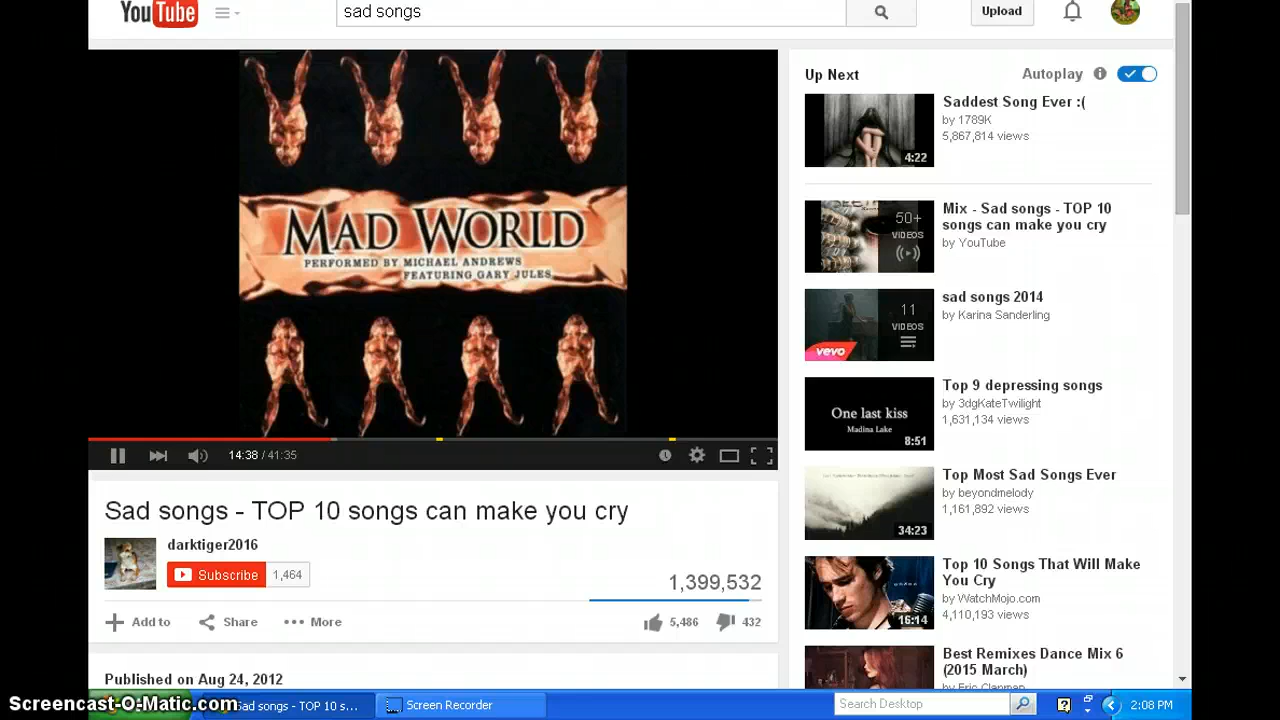 YouTube
sad songs
Upload
MAD WORLD
PERFORMED BY MICHAEL ANDREWS
FEATURING GARY JULES
14:38 / 41:35
Sad songs - TOP 10 songs can make you cry
darktiger2016
Subscribe 1,464
1,399,532
Add to Share More 5,486 432
Published on Aug 24, 2012
Up Next Autoplay
Saddest Song Ever :(
by 1789K
5,867,814 views
4:22
Mix - Sad songs - TOP 10
songs can make you cry
by YouTube
50+
VIDEOS
sad songs 2014
by Karina Sanderling
11
VIDEOS
vevo
Top 9 depressing songs
by 3dgKateTwilight
1,631,134 views
One last kiss
Madina Lake
8:51
Top Most Sad Songs Ever
by beyondmelody
1,161,892 views
34:23
Top 10 Songs That Will Make
You Cry
by WatchMojo.com
4,110,193 views
16:14
Best Remixes Dance Mix 6
(2015 March)
by Eric Clapman
Screencast-O-Matic.com
Sad songs - TOP 10 s...
Screen Recorder
Search Desktop
2:08 PM